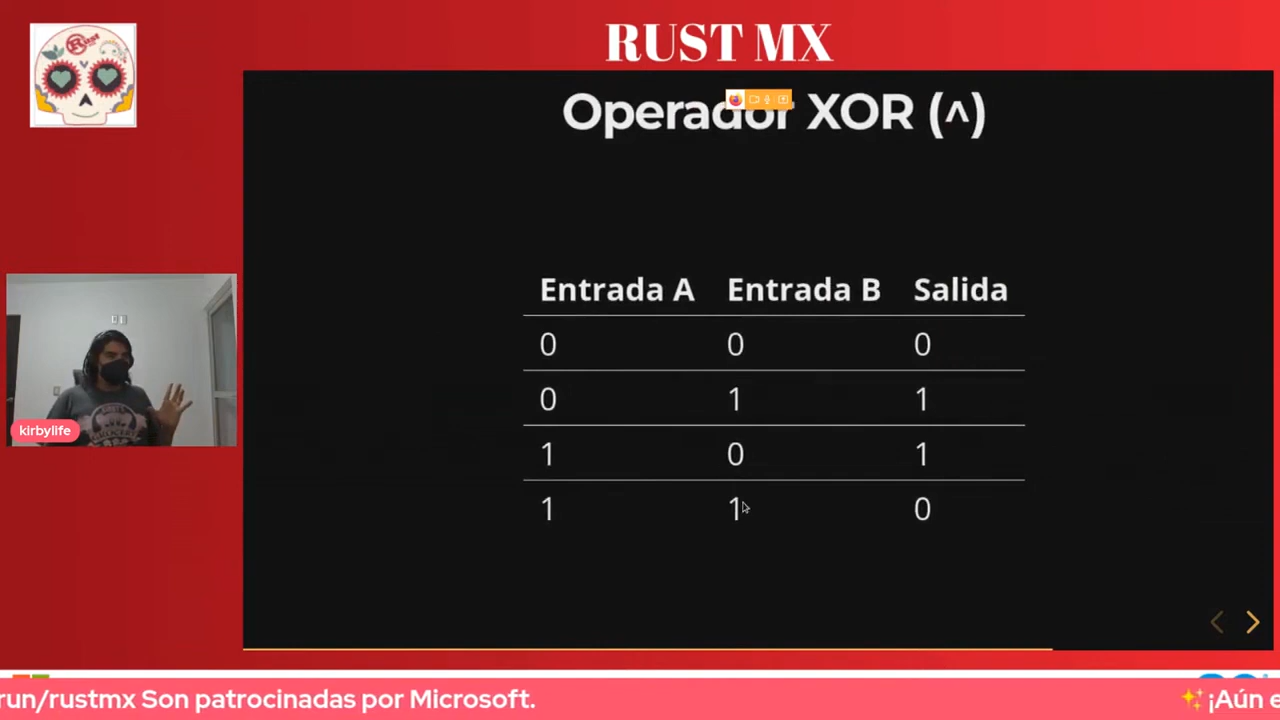 RUST MX
Rust
Operador XOR (^)
Entrada A Entrada B Salida
0 0 0
0 1 1
1 0 1
1 1 0
kirbylife
run/rustmx Son patrocinadas por Microsoft.
✨¡Aún e